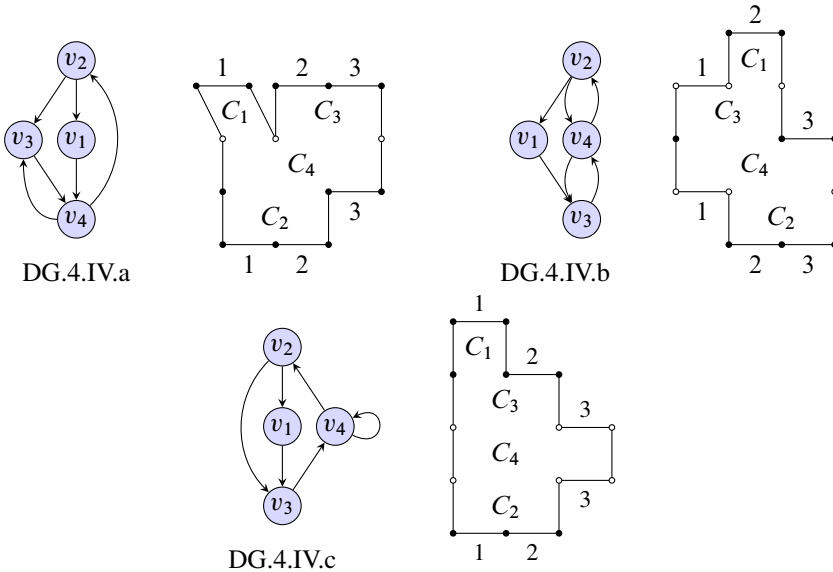 v₂
v₃ v₁
v₄
DG.4.IV.a
1 2 3
C₁ C₃
C₄
C₂ 3
1 2
v₂
v₁ v₄
v₃
DG.4.IV.b
2
1 C₁
C₃ 3
C₄
1 C₂
2 3
v₂
v₁ v₄
v₃
DG.4.IV.c
1
C₁ 2
C₃ 3
C₄
C₂ 3
1 2